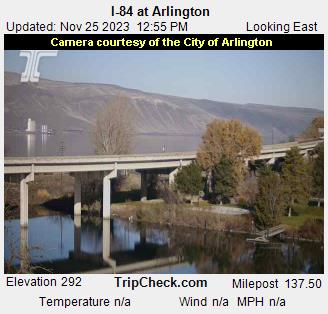 I-84 at Arlington
Updated: Nov 25 2023 12:55 PM Looking East
Camera courtesy of the City of Arlington
Elevation 292 TripCheck.com Milepost 137.50
Temperature n/a Wind n/a MPH n/a